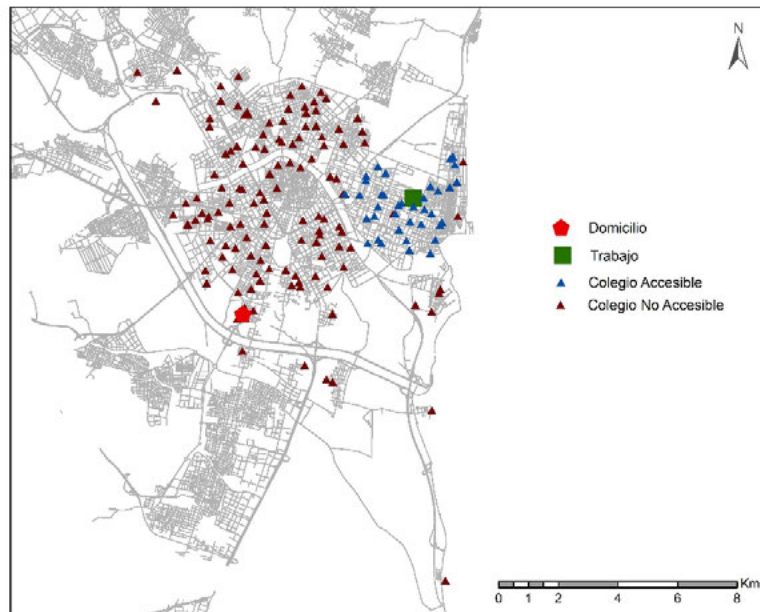 N
Domicilio
Trabajo
Colegio Accesible
Colegio No Accesible
Km
0 1 2 4 6 8